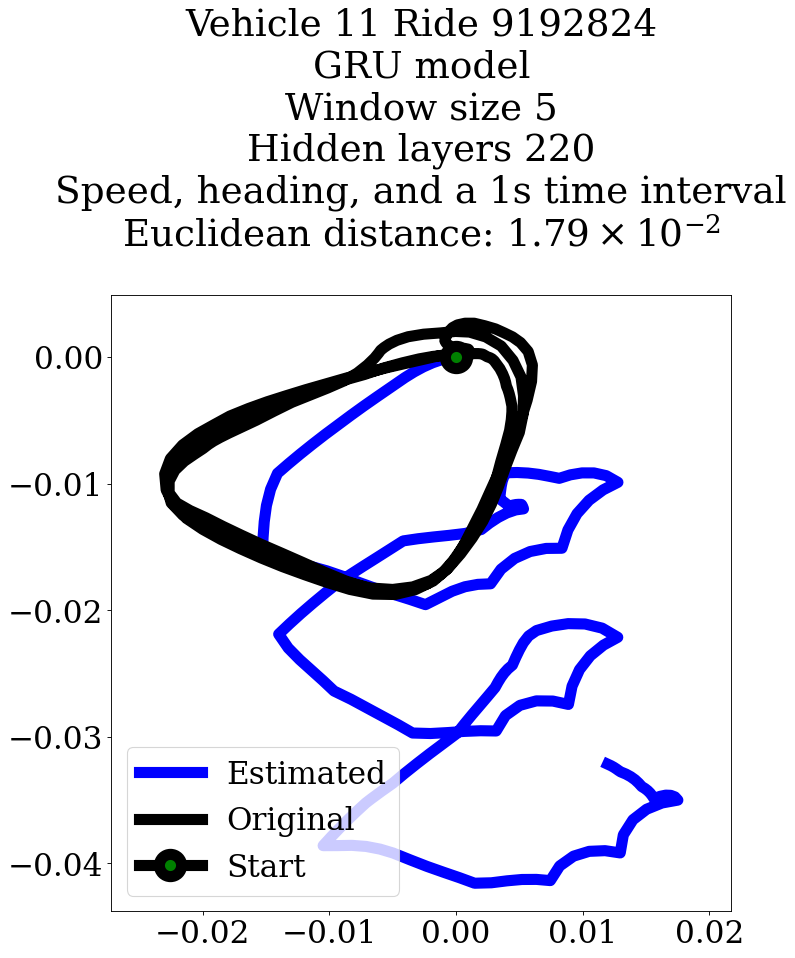 Vehicle 11 Ride 9192824
GRU model
Window size 5
Hidden layers 220
Speed, heading, and a 1s time interval
Euclidean distance: 1.79 × 10⁻²
0.00
−0.01
−0.02
−0.03
−0.04
Estimated
Original
Start
−0.02 −0.01 0.00 0.01 0.02